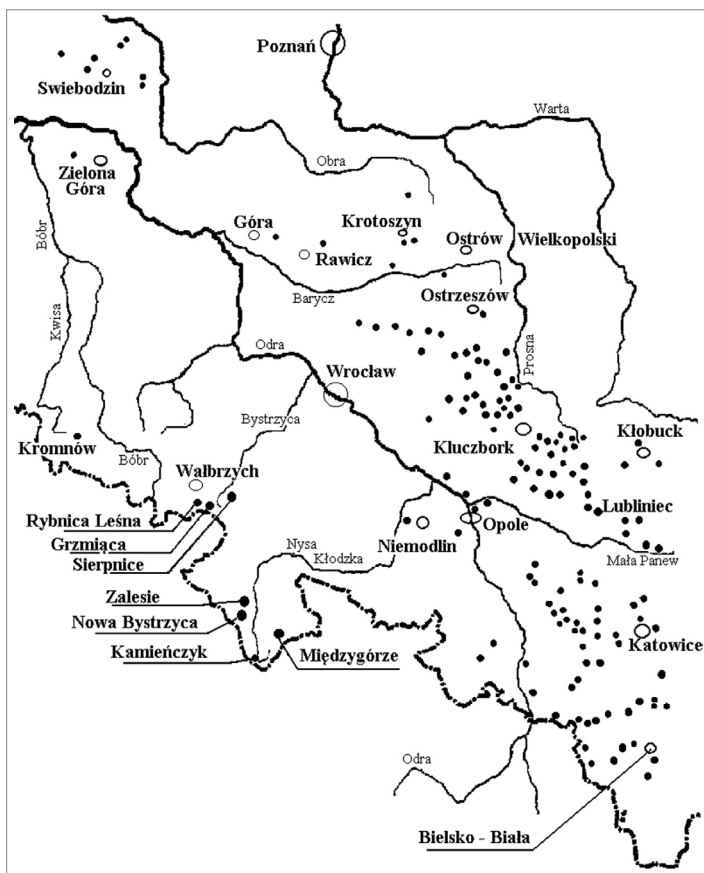 Poznań
Swiebodzin
Warta
Zielona
Góra
Obra
Góra
Krotoszyn
Rawicz
Ostrów
Wielkopolski
Bóbr
Barycz
Ostrzeszów
Kwisa
Odra
Prosna
Wrocław
Bystrzyca
Kromnów
Bóbr
Wałbrzych
Kluczbork
Kłobuck
Rybnica Leśna
Grzmiąca
Sierpnice
Lubliniec
Opole
Niemodlin
Nysa
Kłodzka
Mała Panew
Zalesie
Nowa Bystrzyca
Kamieńczyk
Międzygórze
Katowice
Odra
Bielsko - Biała